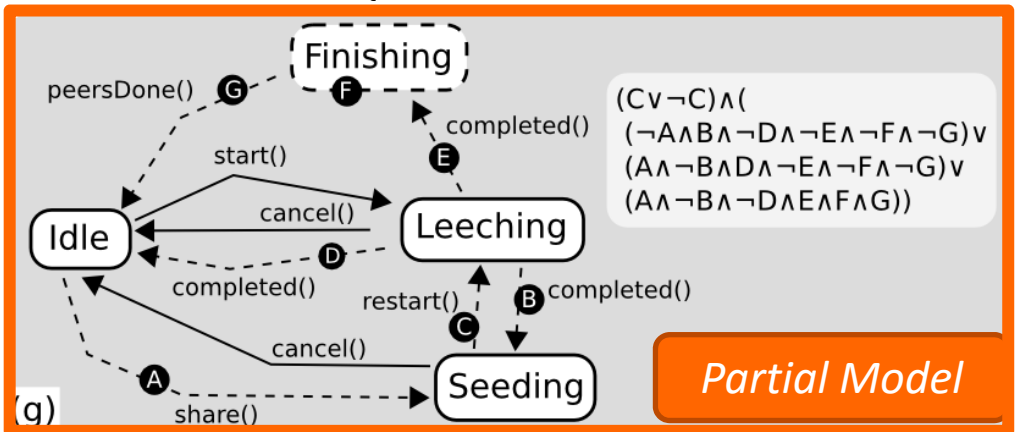 Finishing
peersDone()
G
F
(C∨¬C)∧(
(¬A∧B∧¬D∧¬E∧¬F∧¬G)∨
(A∧¬B∧D∧¬E∧¬F∧¬G)∨
(A∧¬B∧¬D∧E∧F∧G))
completed()
E
start()
cancel()
Idle
Leeching
D
completed()
restart()
B
completed()
C
cancel()
A
share()
Seeding
Partial Model
(g)